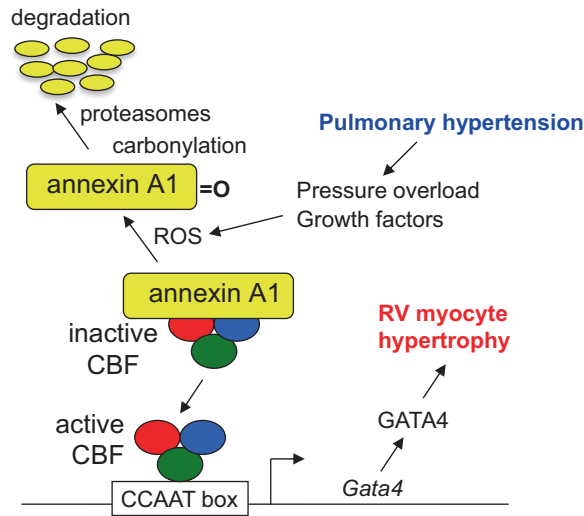 degradation
proteasomes
carbonylation
Pulmonary hypertension
annexin A1
=O
Pressure overload
Growth factors
ROS
annexin A1
inactive
CBF
RV myocyte
hypertrophy
active
CBF
GATA4
CCAAT box
Gata4